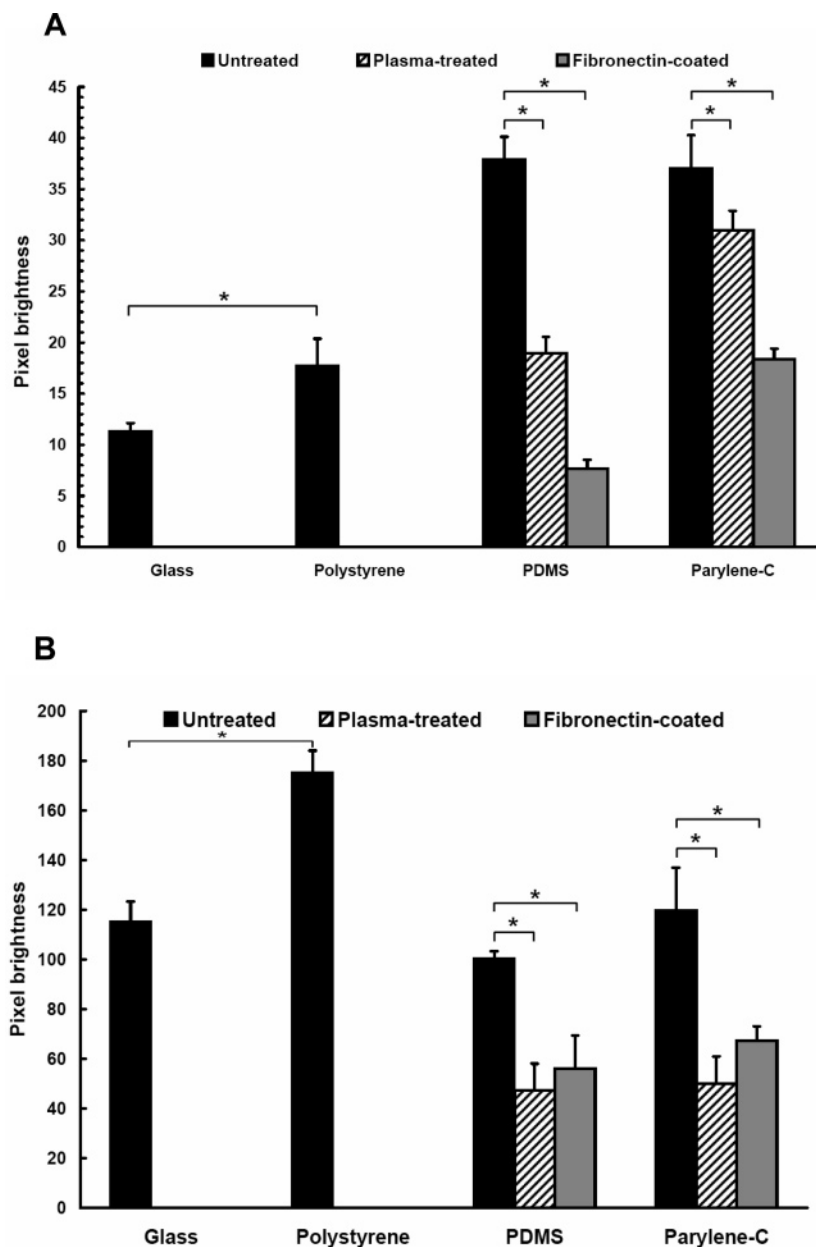 A
Untreated Plasma-treated Fibronectin-coated
45
40
35
30
25
20
15
10
5
0
Pixel brightness
* * * * *
Glass Polystyrene PDMS Parylene-C
B
200
180
160
140
120
100
80
60
40
20
0
Pixel brightness
Untreated Plasma-treated Fibronectin-coated
* * * * *
Glass Polystyrene PDMS Parylene-C